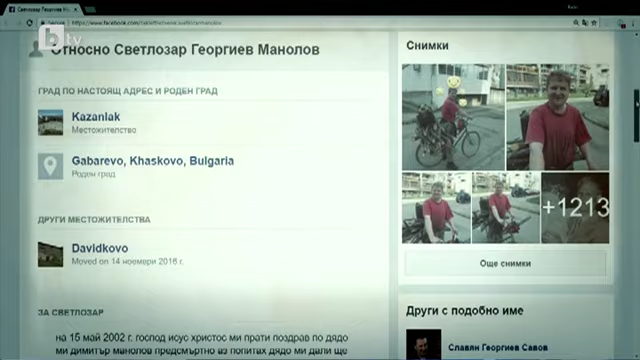 Светлозар Георгиев Ма
Secure
https://www.facebook.com/
btv
Относно Светлозар Георгиев Манолов
ГРАД ПО НАСТОЯЩ АДРЕС И РОДЕН ГРАД
Kazanlak
Местожителство
Gabarevo, Khaskovo, Bulgaria
Роден град
ДРУГИ МЕСТОЖИТЕЛСТВА
Davidkovo
Moved on 14 ноември 2016 г.
ЗА СВЕТЛОЗАР
на 15 май 2002 г. господ исус христос ми прати поздрав по дядо
ми димитър манолов предсмъртно аз попитах дядо ми дали ще
Снимки
+1213
Още снимки
Други с подобно име
Славян Георгиев Савов